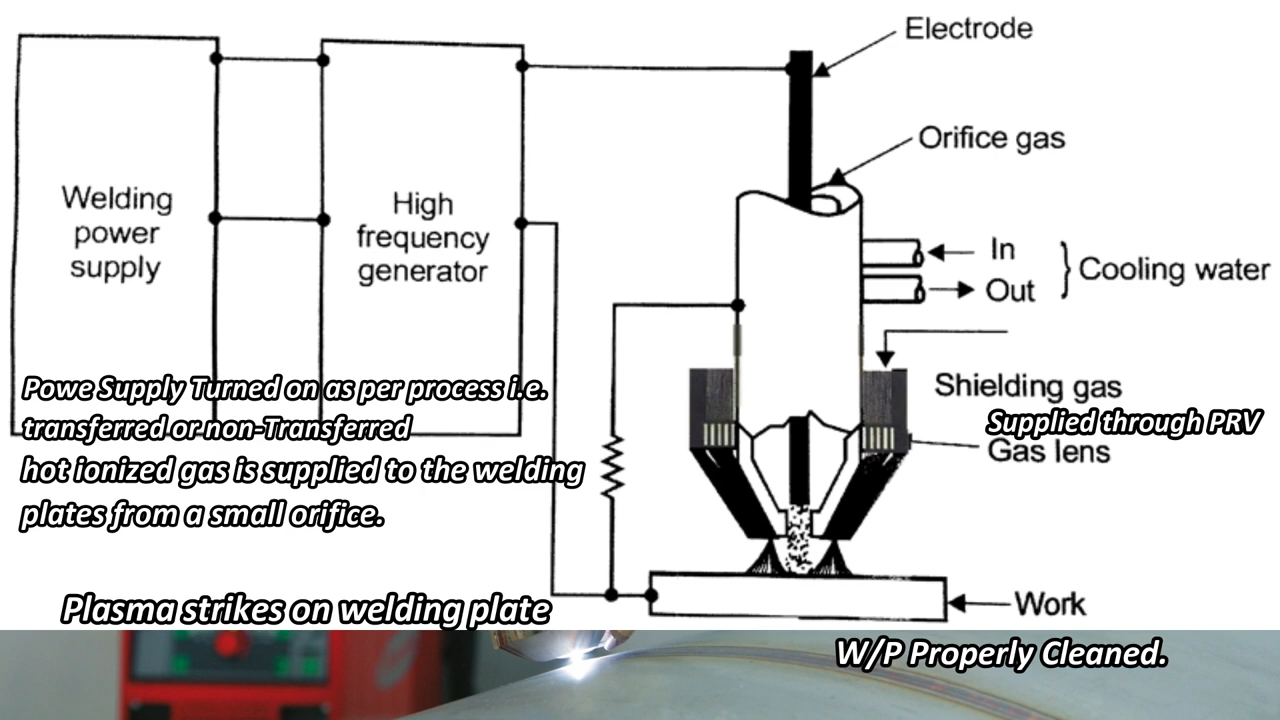 Electrode
Orifice gas
Welding
power
supply
High
frequency
generator
In
Out
Cooling water
Powe Supply Turned on as per process i.e.
transferred or non-Transferred
hot ionized gas is supplied to the welding
plates from a small orifice.
Shielding gas
Supplied through PRV
Gas lens
Plasma strikes on welding plate
Work
W/P Properly Cleaned.